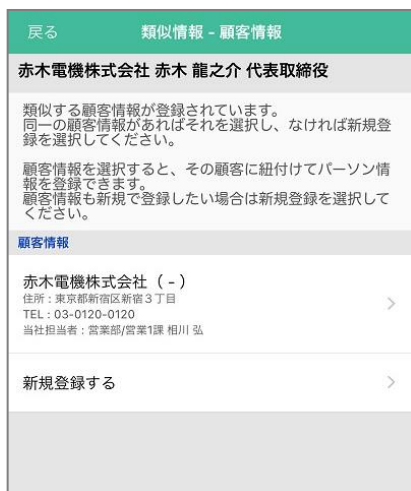 戻る 類似情報 - 顧客情報
赤木電機株式会社 赤木 龍之介 代表取締役
類似する顧客情報が登録されています。
同一の顧客情報があればそれを選択し、なければ新規登
録を選択してください。
顧客情報を選択すると、その顧客に紐付けてパーソン情
報を登録できます。
顧客情報も新規で登録したい場合は新規登録を選択して
ください。
顧客情報
赤木電機株式会社（-）
住所：東京都新宿区新宿３丁目
TEL：03-0120-0120
当社担当者：営業部/営業1課 相川 弘
新規登録する